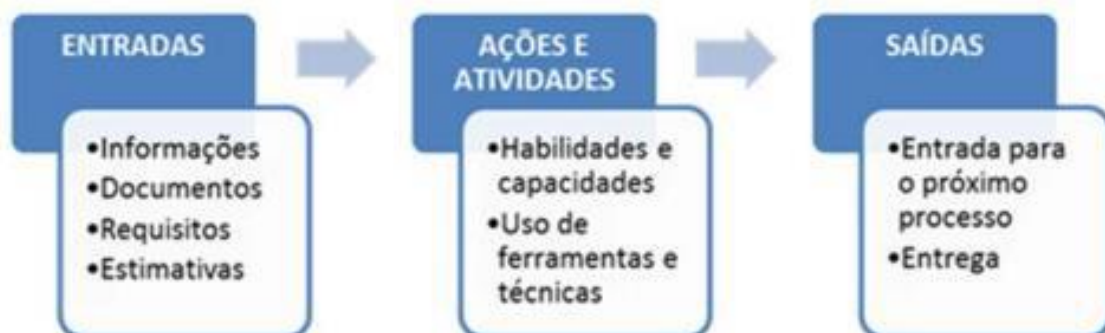 ENTRADAS
•Informações
•Documentos
•Requisitos
•Estimativas
AÇÕES E
ATIVIDADES
•Habilidades e
capacidades
•Uso de
ferramentas e
técnicas
SAÍDAS
•Entrada para
o próximo
processo
•Entrega